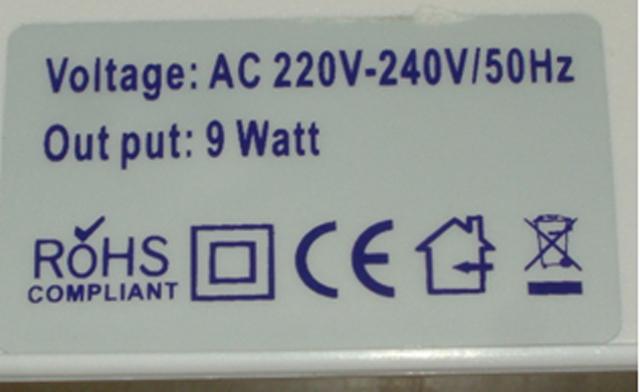 Voltage: AC 220V-240V/50Hz
Out put: 9 Watt
ROHS
COMPLIANT
CE